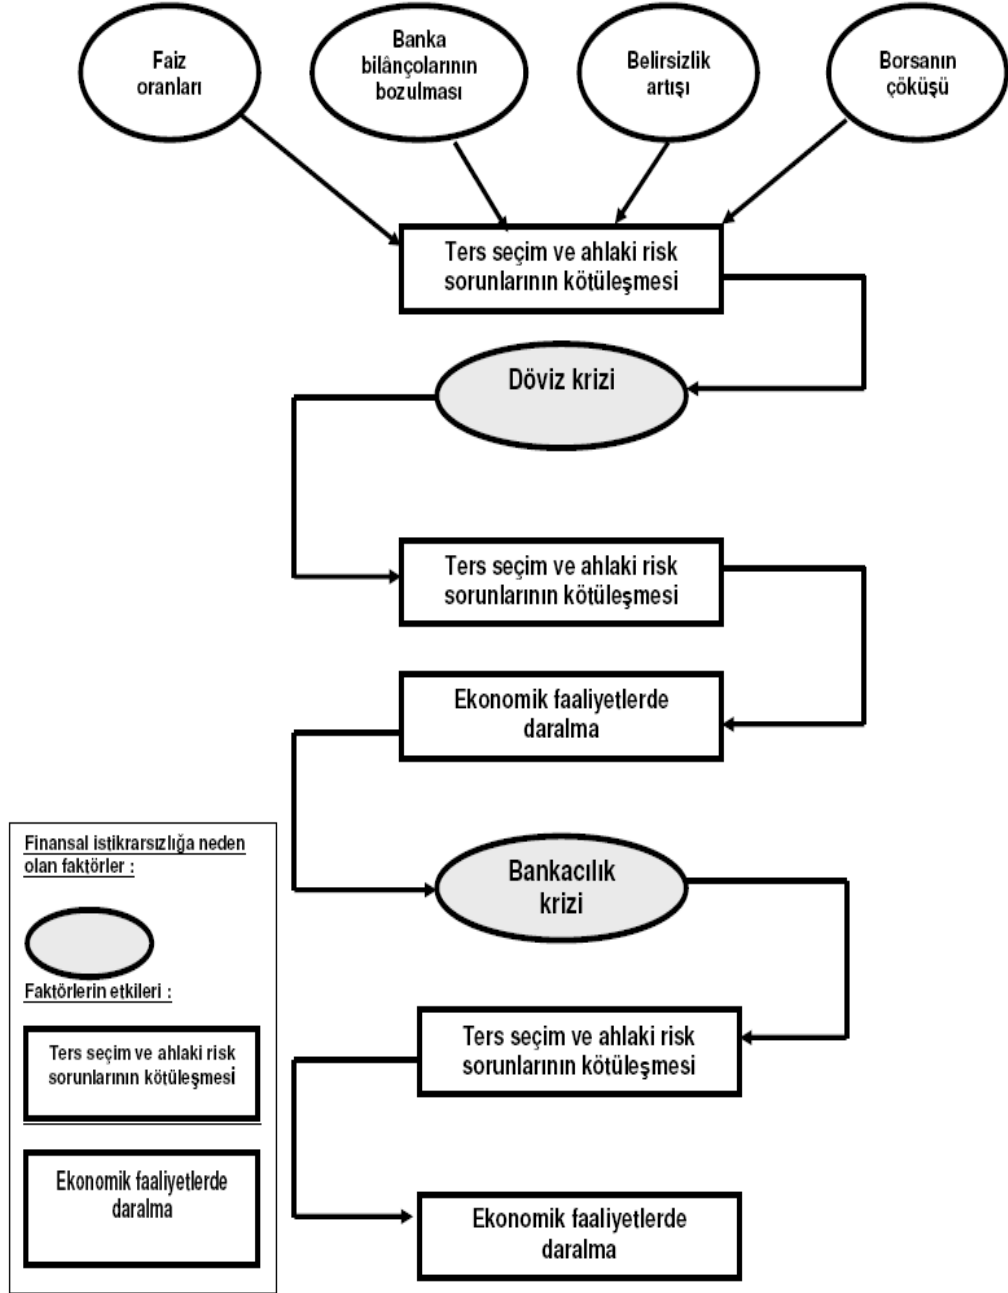 Faiz
oranları
Banka
bilânçolarının
bozulması
Belirsizlik
artışı
Borsanın
çöküşü
Ters seçim ve ahlaki risk
sorunlarının kötüleşmesi
Döviz krizi
Ters seçim ve ahlaki risk
sorunlarının kötüleşmesi
Ekonomik faaliyetlerde
daralma
Bankacılık
krizi
Ters seçim ve ahlaki risk
sorunlarının kötüleşmesi
Ekonomik faaliyetlerde
daralma
Finansal istikrarsızlığa neden
olan faktörler :
Faktörlerin etkileri :
Ters seçim ve ahlaki risk
sorunlarının kötüleşmesi
Ekonomik faaliyetlerde
daralma